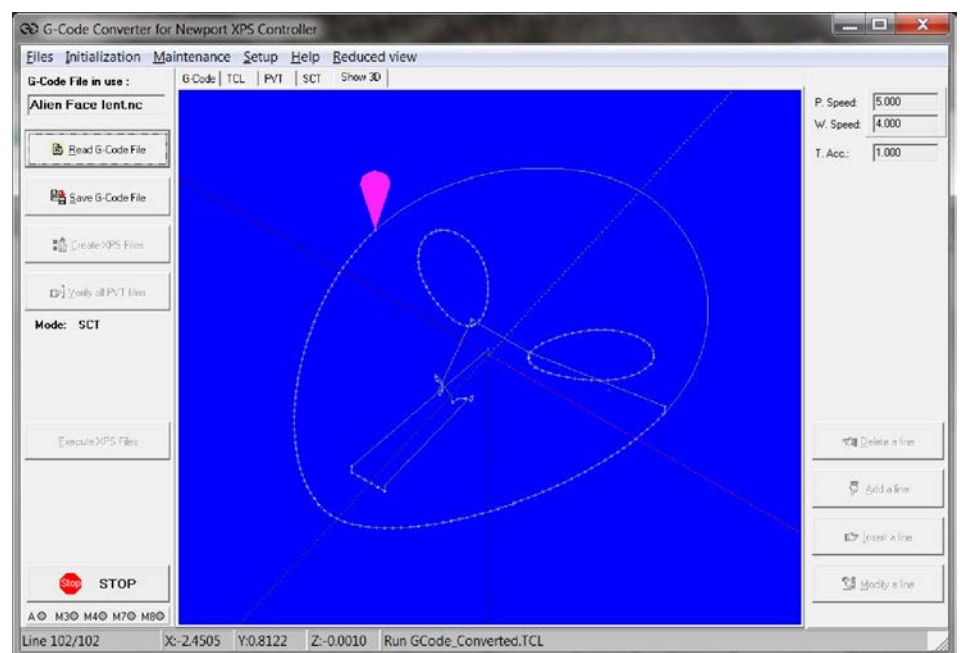 G-Code Converter for Newport XPS Controller
Files Initialization Maintenance Setup Help Reduced view
G-Code File in use :
G-Code TCL PVT SCT Show 3D
Alien Face lent.nc
P. Speed: 5.000
W. Speed: 4.000
T. Acc.: 1.000
Read G-Code File
Save G-Code File
Create XPS Files
Verify all PVT files
Mode: SCT
Execute XPS Files
Delete a line
Add a line
Insert a line
Modify a line
Stop STOP
A M3 M4 M7 M8
Line 102/102 X:-2.4505 Y:0.8122 Z:-0.0010 Run GCode_Converted.TCL